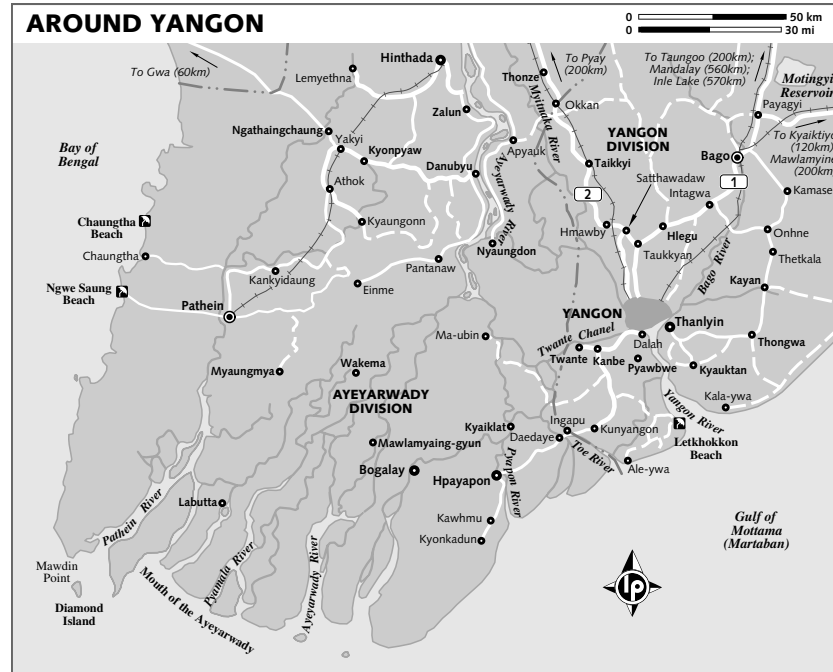 AROUND YANGON
0 50 km
0 30 mi
To Gwa (60km)
Hinthada
Lemyethna
Thonze
To Pyay
(200km)
To Taungoo (200km);
Mandalay (560km);
Inle Lake (570km)
Motingyi
Reservoir
Payagyi
Zalun
Okkan
Myitmaka River
Ngathaingchaung
Yakyi
Kyonpyaw
Apyauk
YANGON
DIVISION
To Kyaiktiyo
(120km);
Mawlamyine
(200km)
Bay of
Bengal
Danubyu
Ayeyarwady River
Taikkyi
Bago
Athok
Satthawadaw
1
2
Intagwa
Kamase
Chaungtha
Beach
Kyaungonn
Hmawby
Hlegu
Onhne
Nyaungdon
Taukkyan
Bago River
Thetkala
Chaungtha
Kankyidaung
Pantanaw
Einme
Kayan
Ngwe Saung
Beach
Pathein
YANGON
Thanlyin
Twante Chanel
Ma-ubin
Dalah
Thongwa
Twante
Kanbe
Pyawbwe
Kyauktan
Myaungmya
Wakema
AYEYARWADY
DIVISION
Kala-ywa
Yangon River
Kyaiklat
Ingapu
Kunyangon
Letkhokkon
Beach
Daedaye
Mawlamyaing-gyun
Toe River
Bogalay
Hpayapon
Pyapon River
Ale-ywa
Labutta
Pathein River
Kawhmu
Gulf of
Mottama
(Martaban)
Kyonkadun
Pyamala River
Ayeyarwady River
Mawdin
Point
Mouth of the Ayeyarwady
Diamond
Island
lp